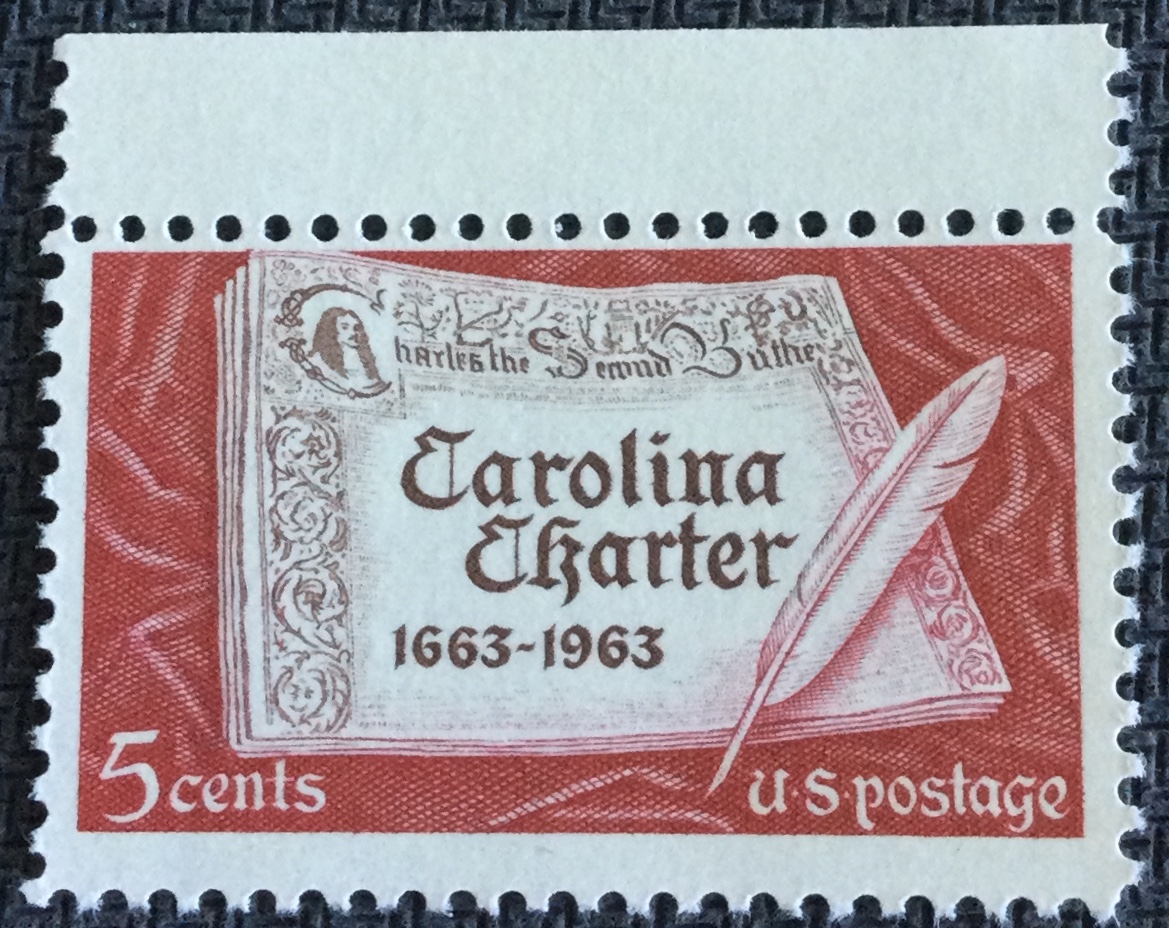 Charles the Second By the
Carolina
Charter
1663-1963
5 cents
U·S·postage